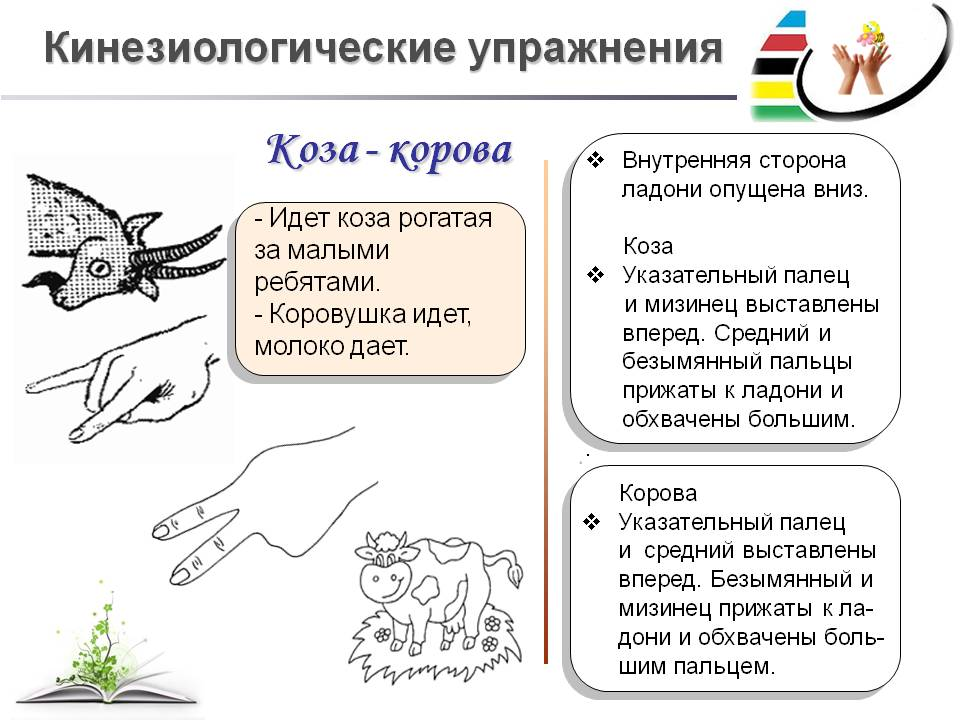 Кинезиологические упражнения
Коза - корова
- Идет коза рогатая
за малыми
ребятами.
- Коровушка идет,
молоко дает.
❖ Внутренняя сторона
ладони опущена вниз.
Коза
❖ Указательный палец
и мизинец выставлены
вперед. Средний и
безымянный пальцы
прижаты к ладони и
обхвачены большим.
.
Корова
❖ Указательный палец
и средний выставлены
вперед. Безымянный и
мизинец прижаты к ла-
дони и обхвачены боль-
шим пальцем.